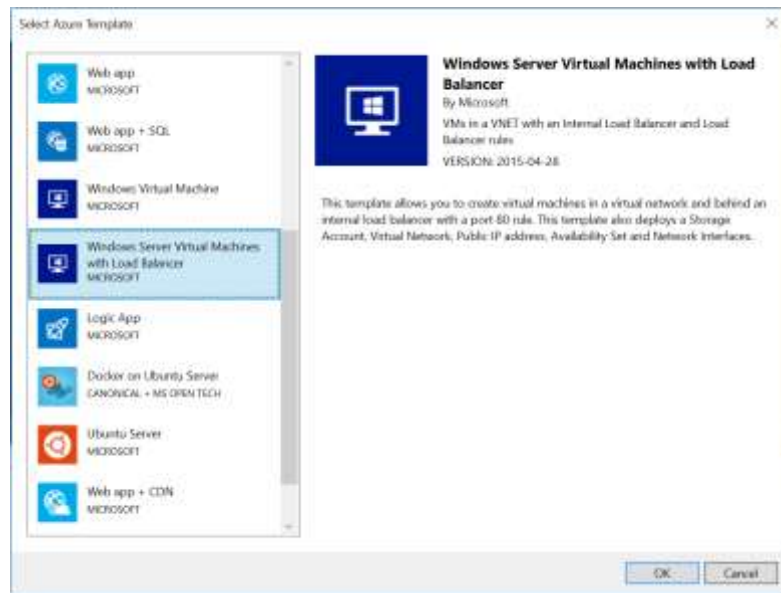 Select Azure Template
Web app
MICROSOFT
Web app + SQL
MICROSOFT
Windows Virtual Machine
MICROSOFT
Windows Server Virtual Machines
with Load Balancer
MICROSOFT
Logic App
MICROSOFT
Docker on Ubuntu Server
CANONICAL + MS OPEN TECH
Ubuntu Server
MICROSOFT
Web app + CDN
MICROSOFT
Windows Server Virtual Machines with Load
Balancer
By Microsoft
VMs in a VNET with an Internal Load Balancer and Load
Balancer rules
VERSION: 2015-04-28
This template allows you to create virtual machines in a virtual network and behind an
internal load balancer with a port 80 rule. This template also deploys a Storage
Account, Virtual Network, Public IP address, Availability Set and Network Interfaces.
OK
Cancel